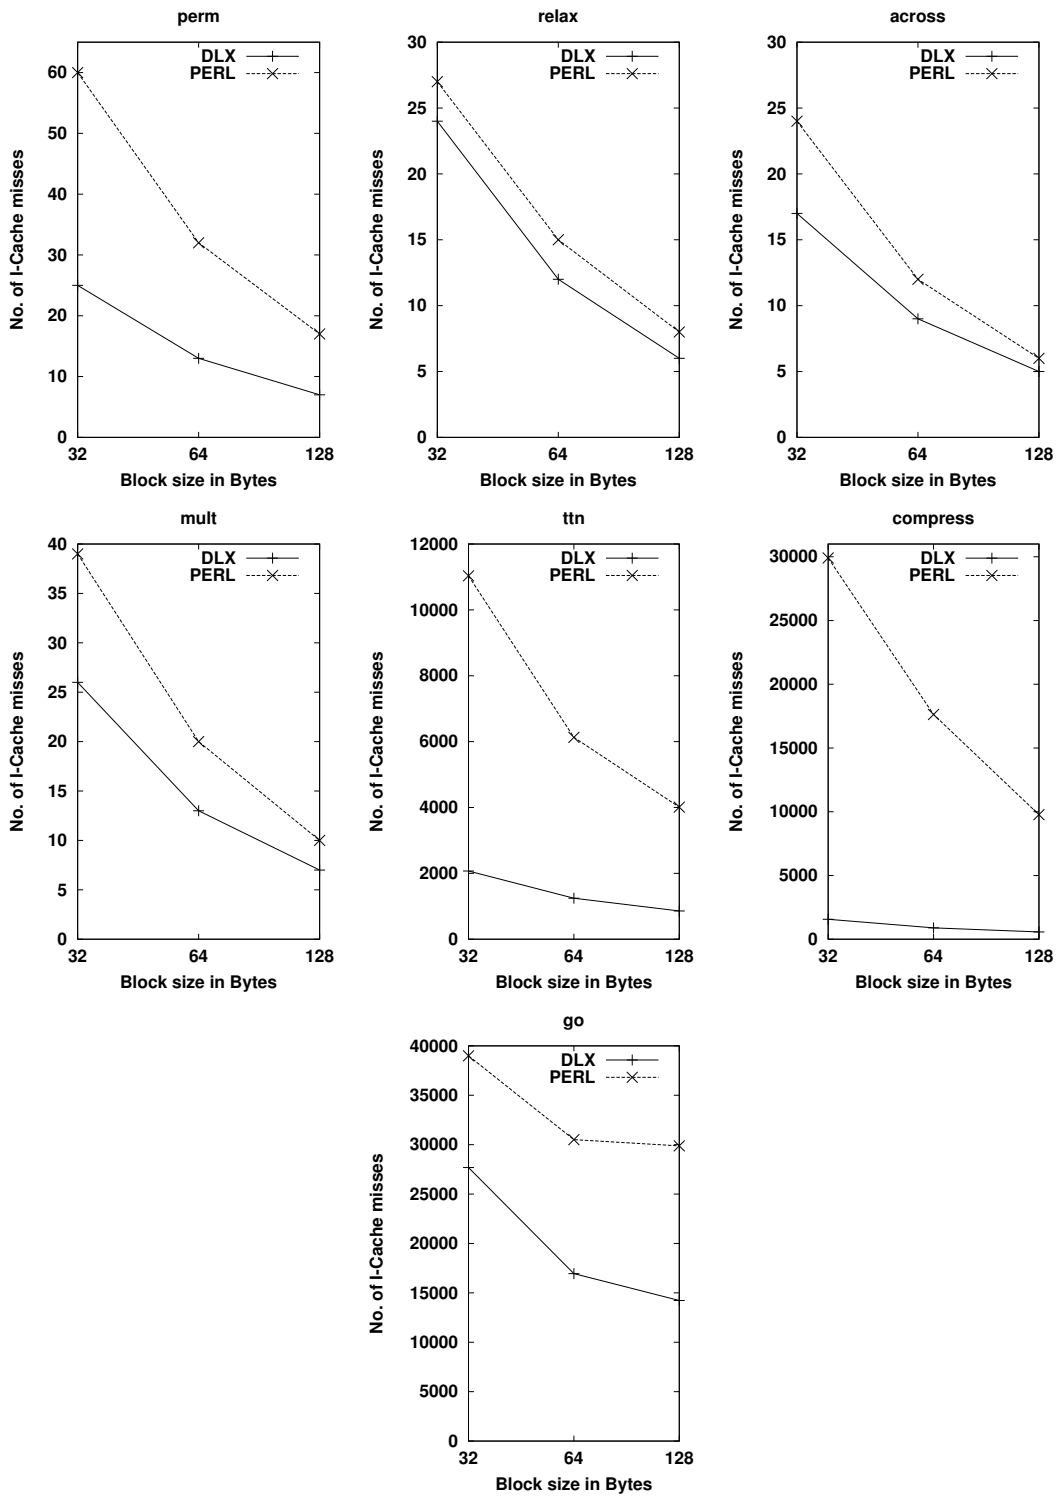 perm
DLX
PERL
60
50
40
30
20
10
0
32 64 128
No. of I-Cache misses
Block size in Bytes
relax
DLX
PERL
30
25
20
15
10
5
0
32 64 128
No. of I-Cache misses
Block size in Bytes
across
DLX
PERL
30
25
20
15
10
5
0
32 64 128
No. of I-Cache misses
Block size in Bytes
mult
DLX
PERL
40
35
30
25
20
15
10
5
0
32 64 128
No. of I-Cache misses
Block size in Bytes
ttn
DLX
PERL
12000
10000
8000
6000
4000
2000
0
32 64 128
No. of I-Cache misses
Block size in Bytes
compress
DLX
PERL
30000
25000
20000
15000
10000
5000
0
32 64 128
No. of I-Cache misses
Block size in Bytes
go
DLX
PERL
40000
35000
30000
25000
20000
15000
10000
5000
0
32 64 128
No. of I-Cache misses
Block size in Bytes